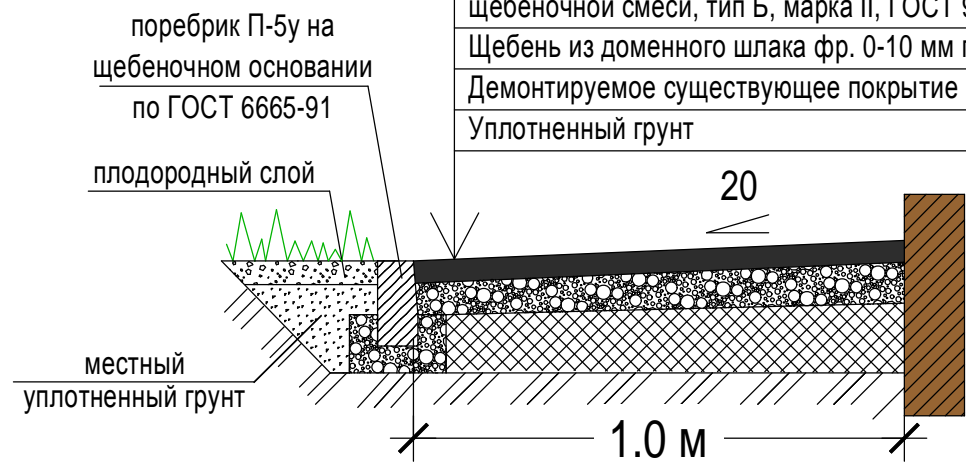 поребрик П-5у на
щебеночном основании
по ГОСТ 6665-91
плодородный слой
местный
уплотненный грунт
щебеночной смеси, тип Б, марка II, ГОСТ 9
Щебень из доменного шлака фр. 0-10 мм
Демонтируемое существующее покрытие
Уплотненный грунт
20
1.0 м